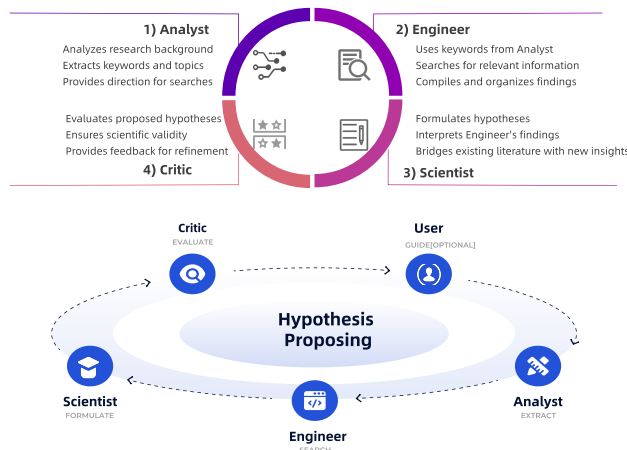 1) Analyst
Analyzes research background
Extracts keywords and topics
Provides direction for searches
2) Engineer
Uses keywords from Analyst
Searches for relevant information
Compiles and organizes findings
Evaluates proposed hypotheses
Ensures scientific validity
Provides feedback for refinement
4) Critic
Formulates hypotheses
Interprets Engineer's findings
Bridges existing literature with new insights
3) Scientist
Critic
EVALUATE
User
GUIDE[OPTIONAL]
Hypothesis
Proposing
Scientist
FORMULATE
Analyst
EXTRACT
Engineer
SEARCH